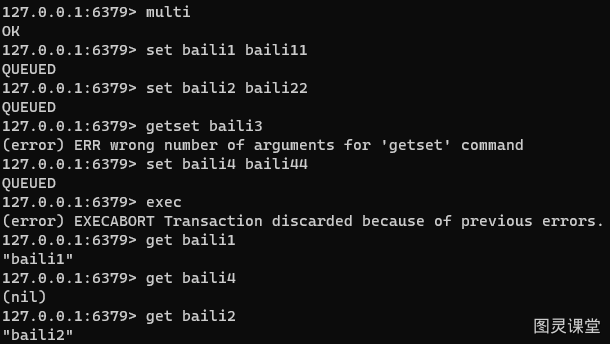 127.0.0.1:6379> multi
OK
127.0.0.1:6379> set baili1 baili11
QUEUED
127.0.0.1:6379> set baili2 baili22
QUEUED
127.0.0.1:6379> getset baili3
(error) ERR wrong number of arguments for 'getset' command
127.0.0.1:6379> set baili4 baili44
QUEUED
127.0.0.1:6379> exec
(error) EXECABORT Transaction discarded because of previous errors.
127.0.0.1:6379> get baili1
"baili1"
127.0.0.1:6379> get baili4
(nil)
127.0.0.1:6379> get baili2
"baili2"
图灵课堂